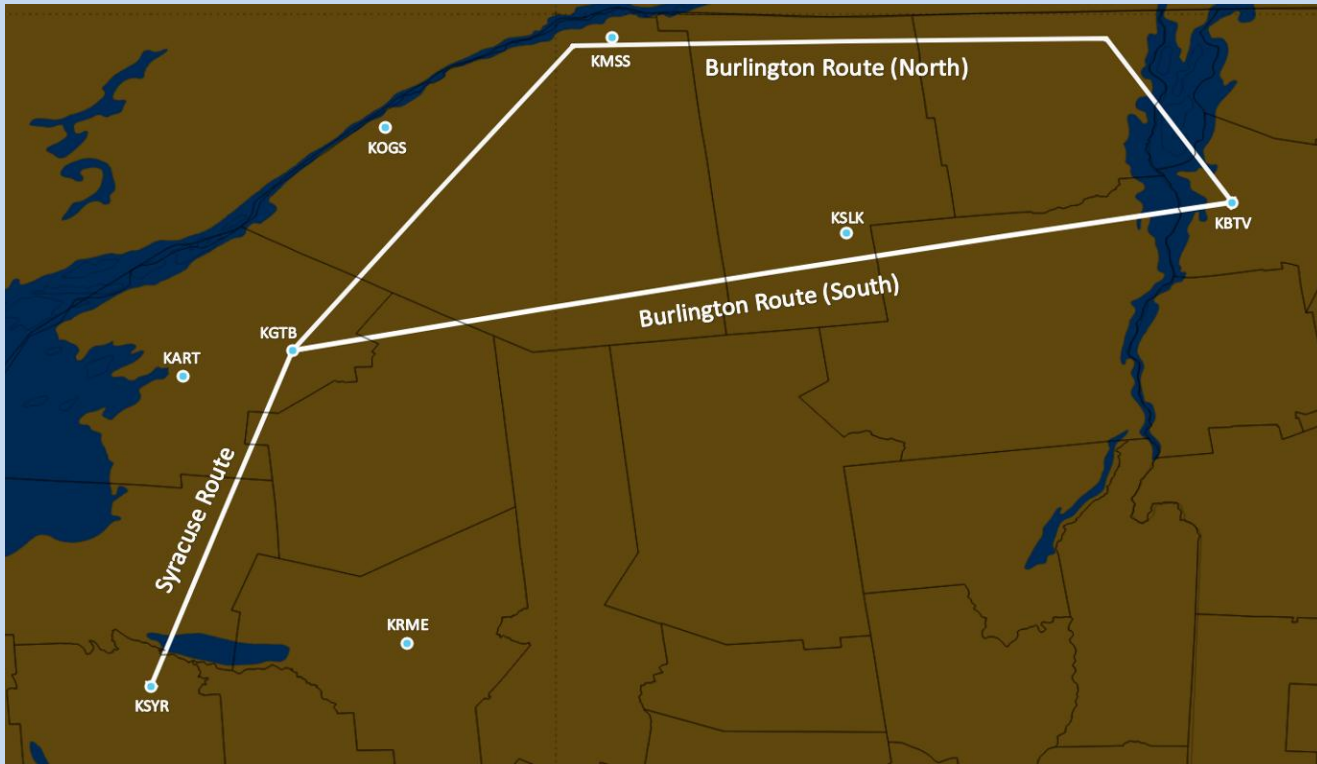 KMSS
Burlington Route (North)
KOGS
KSLK
KBTV
Burlington Route (South)
KGTB
KART
Syracuse Route
KRME
KSYR